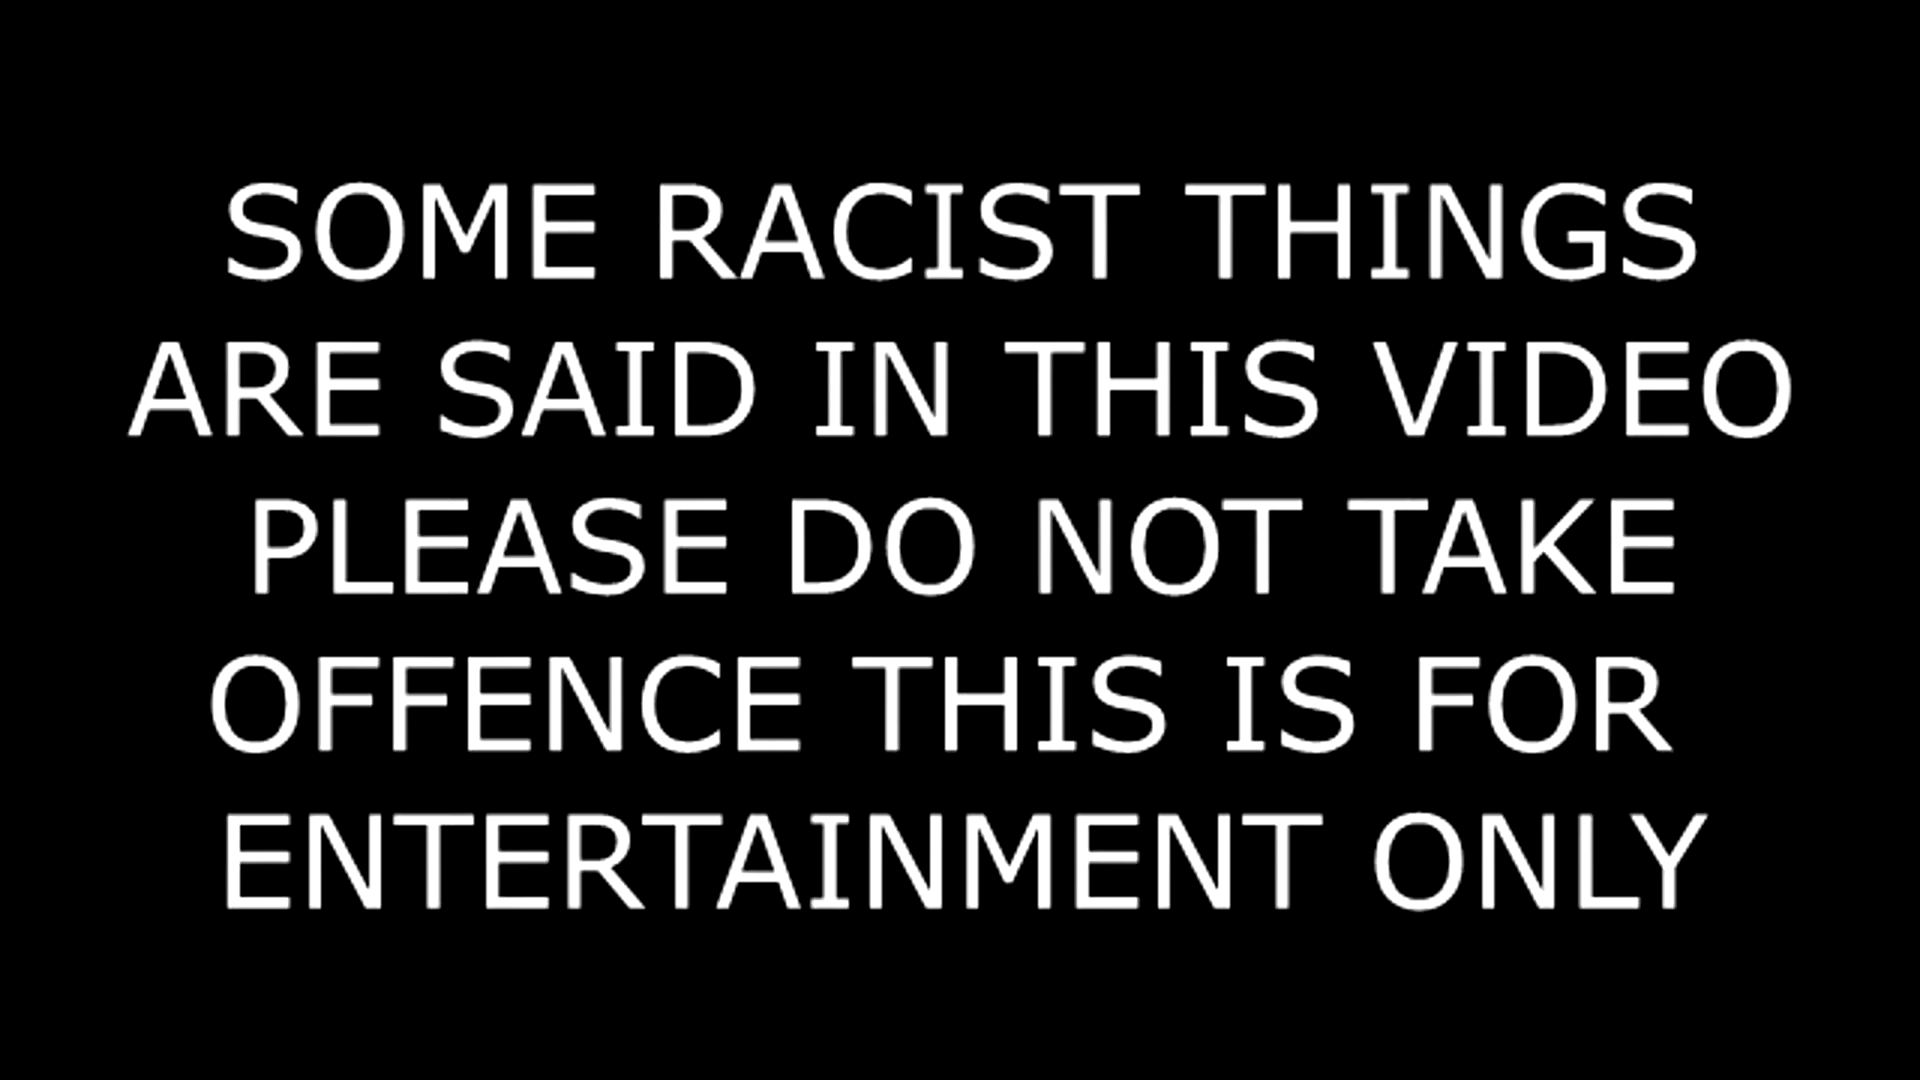 SOME RACIST THINGS
ARE SAID IN THIS VIDEO
PLEASE DO NOT TAKE
OFFENCE THIS IS FOR
ENTERTAINMENT ONLY